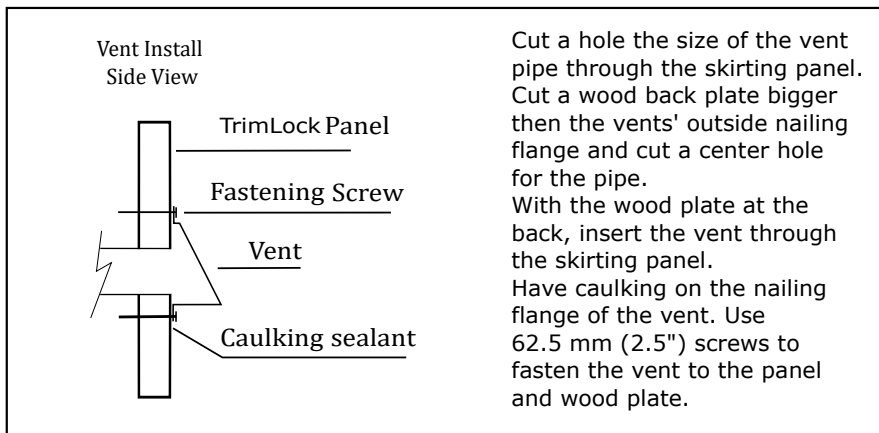 Vent Install
Side View
TrimLock Panel
Fastening Screw
Vent
Caulking sealant
Cut a hole the size of the vent
pipe through the skirting panel.
Cut a wood back plate bigger
then the vents' outside nailing
flange and cut a center hole
for the pipe.
With the wood plate at the
back, insert the vent through
the skirting panel.
Have caulking on the nailing
flange of the vent. Use
62.5 mm (2.5") screws to
fasten the vent to the panel
and wood plate.